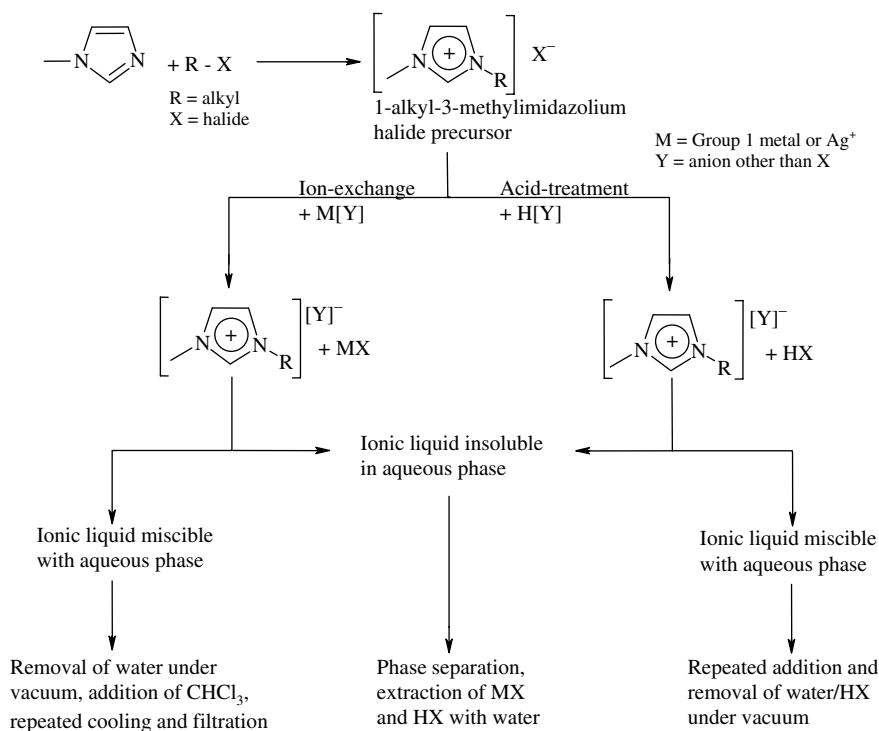 N
N
+ R - X
R = alkyl
X = halide
N
+
N
R
X⁻
1-alkyl-3-methylimidazolium
halide precursor
M = Group 1 metal or Ag⁺
Y = anion other than X
Ion-exchange
+ M[Y]
Acid-treatment
+ H[Y]
N
+
N
R
[Y]⁻
+ MX
N
+
N
R
[Y]⁻
+ HX
Ionic liquid insoluble
in aqueous phase
Ionic liquid miscible
with aqueous phase
Ionic liquid miscible
with aqueous phase
Removal of water under
vacuum, addition of CHCl₃,
repeated cooling and filtration
Phase separation,
extraction of MX
and HX with water
Repeated addition and
removal of water/HX
under vacuum